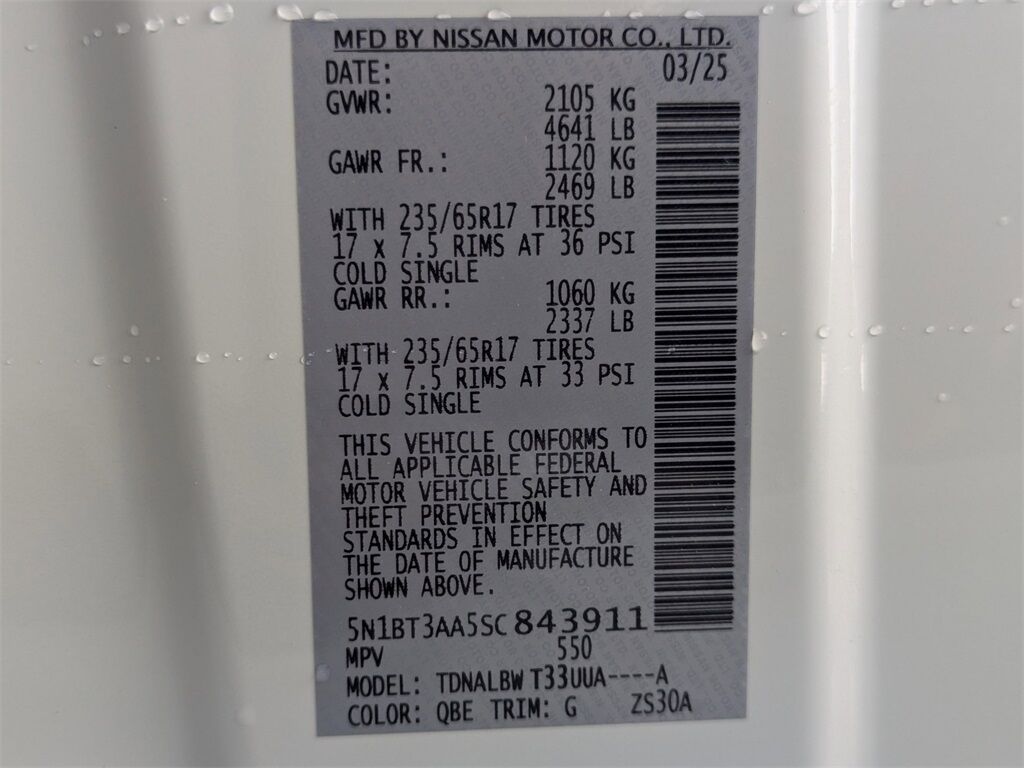 MFD BY NISSAN MOTOR CO., LTD.
DATE: 03/25
GVWR: 2105 KG
4641 LB
GAWR FR.: 1120 KG
2469 LB
WITH 235/65R17 TIRES
17 x 7.5 RIMS AT 36 PSI
COLD SINGLE
GAWR RR.: 1060 KG
2337 LB
WITH 235/65R17 TIRES
17 x 7.5 RIMS AT 33 PSI
COLD SINGLE
THIS VEHICLE CONFORMS TO
ALL APPLICABLE FEDERAL
MOTOR VEHICLE SAFETY AND
THEFT PREVENTION
STANDARDS IN EFFECT ON
THE DATE OF MANUFACTURE
SHOWN ABOVE.
5N1BT3AA5SC843911
MPV 550
MODEL: TDNALBW T33UUA----A
COLOR: QBE TRIM: G ZS30A